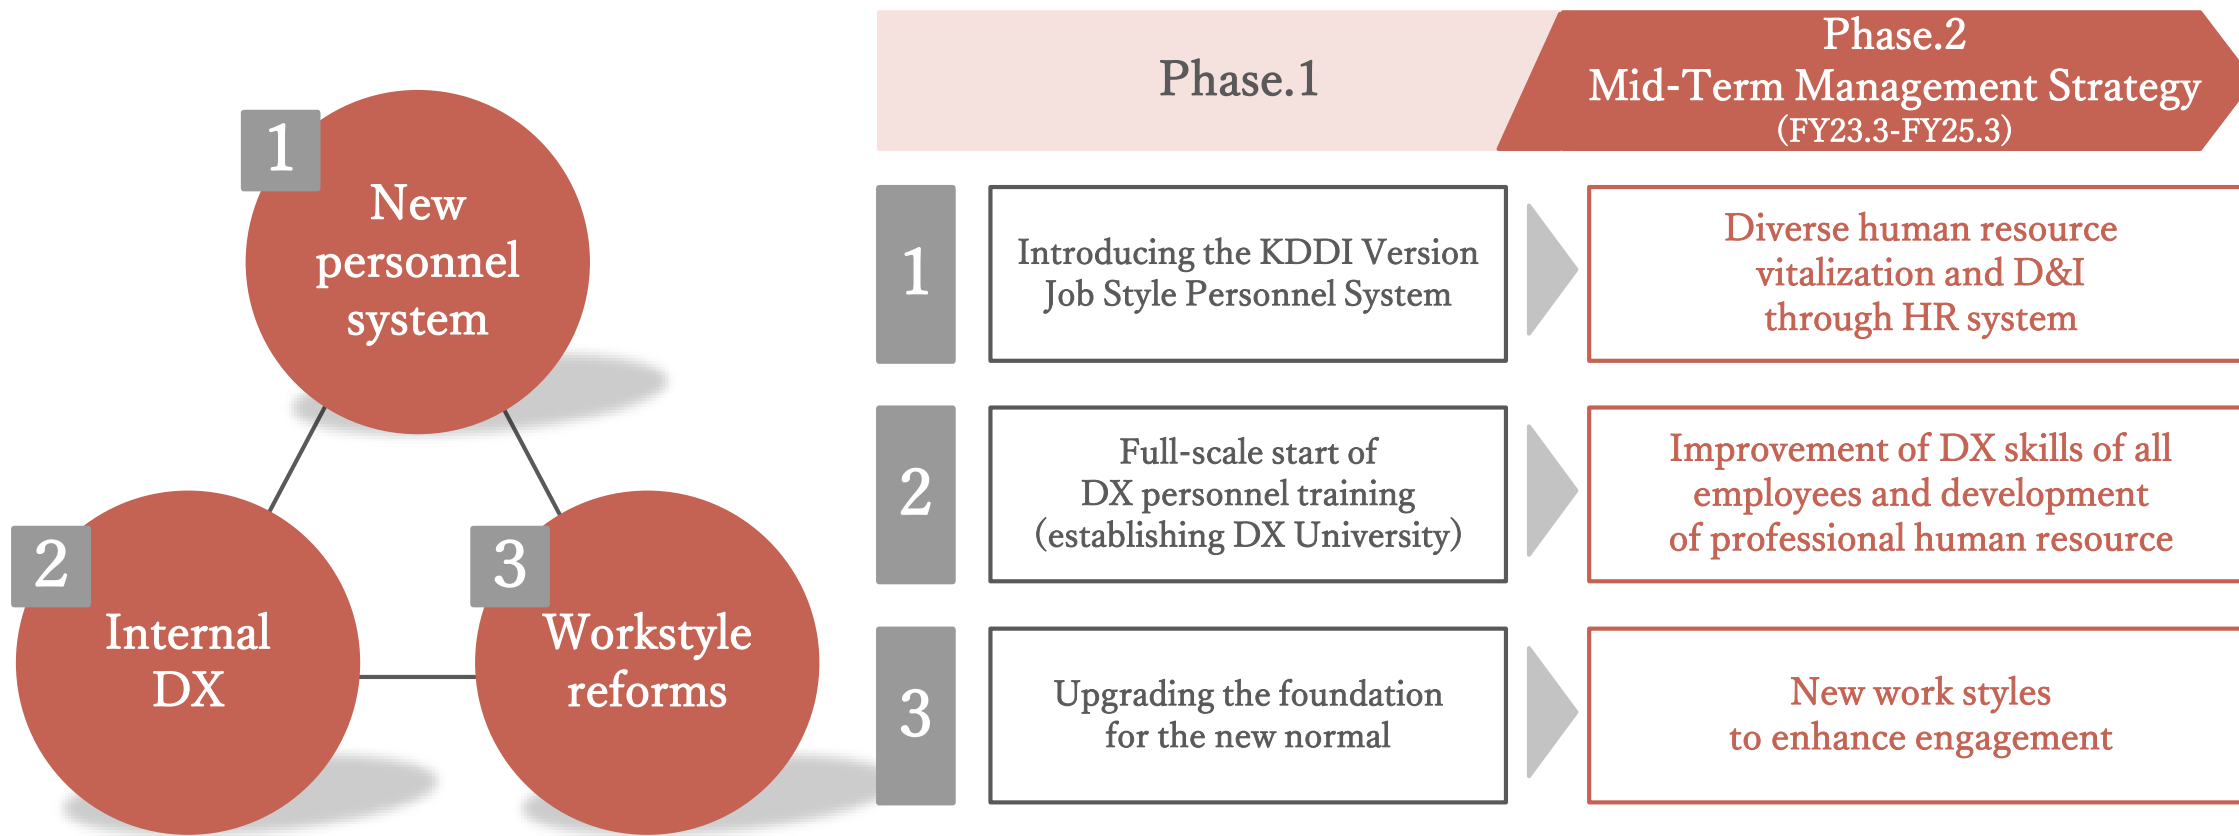 1
New
personnel
system
2
Internal
DX
3
Workstyle
reforms
Phase.1
Phase.2
Mid-Term Management Strategy
(FY23.3-FY25.3)
1
Introducing the KDDI Version
Job Style Personnel System
Diverse human resource
vitalization and D&I
through HR system
2
Full-scale start of
DX personnel training
(establishing DX University)
Improvement of DX skills of all
employees and development
of professional human resource
3
Upgrading the foundation
for the new normal
New work styles
to enhance engagement